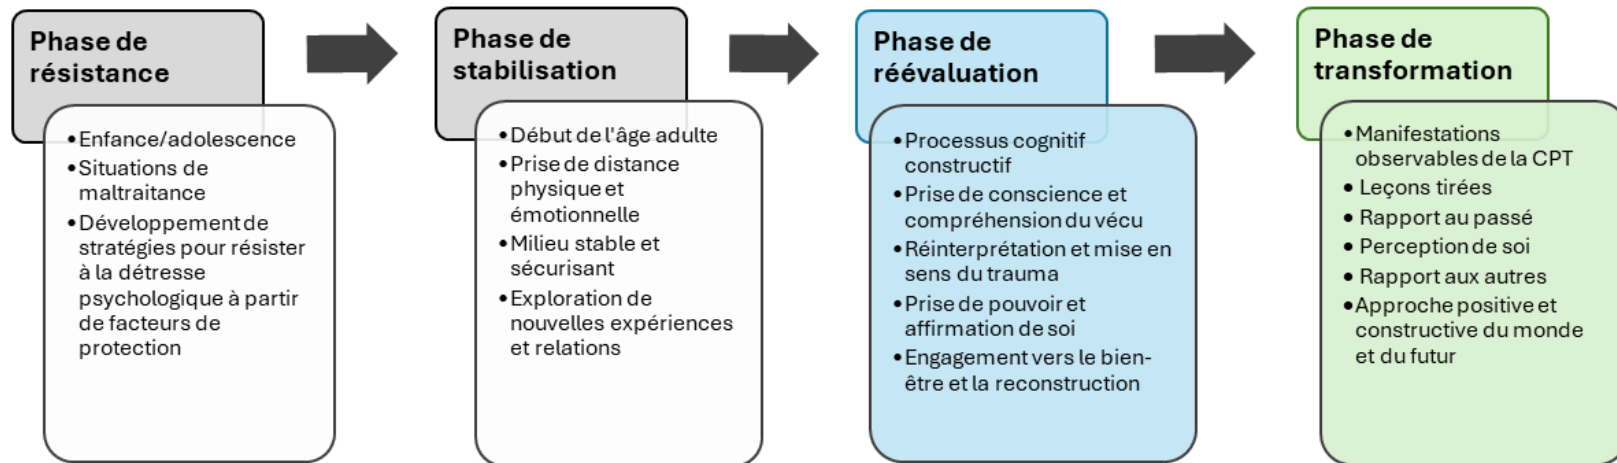 Phase de
résistance
• Enfance/adolescence
• Situations de
maltraitance
• Développement de
stratégies pour résister
à la détresse
psychologique à partir
de facteurs de
protection
Phase de
stabilisation
• Début de l'âge adulte
• Prise de distance
physique et
émotionnelle
• Milieu stable et
sécurisant
• Exploration de
nouvelles expériences
et relations
Phase de
réévaluation
• Processus cognitif
constructif
• Prise de conscience et
compréhension du vécu
• Réinterprétation et mise en
sens du trauma
• Prise de pouvoir et
affirmation de soi
• Engagement vers le bien-
être et la reconstruction
Phase de
transformation
• Manifestations
observables de la CPT
• Leçons tirées
• Rapport au passé
• Perception de soi
• Rapport aux autres
• Approche positive et
constructive du monde
et du futur